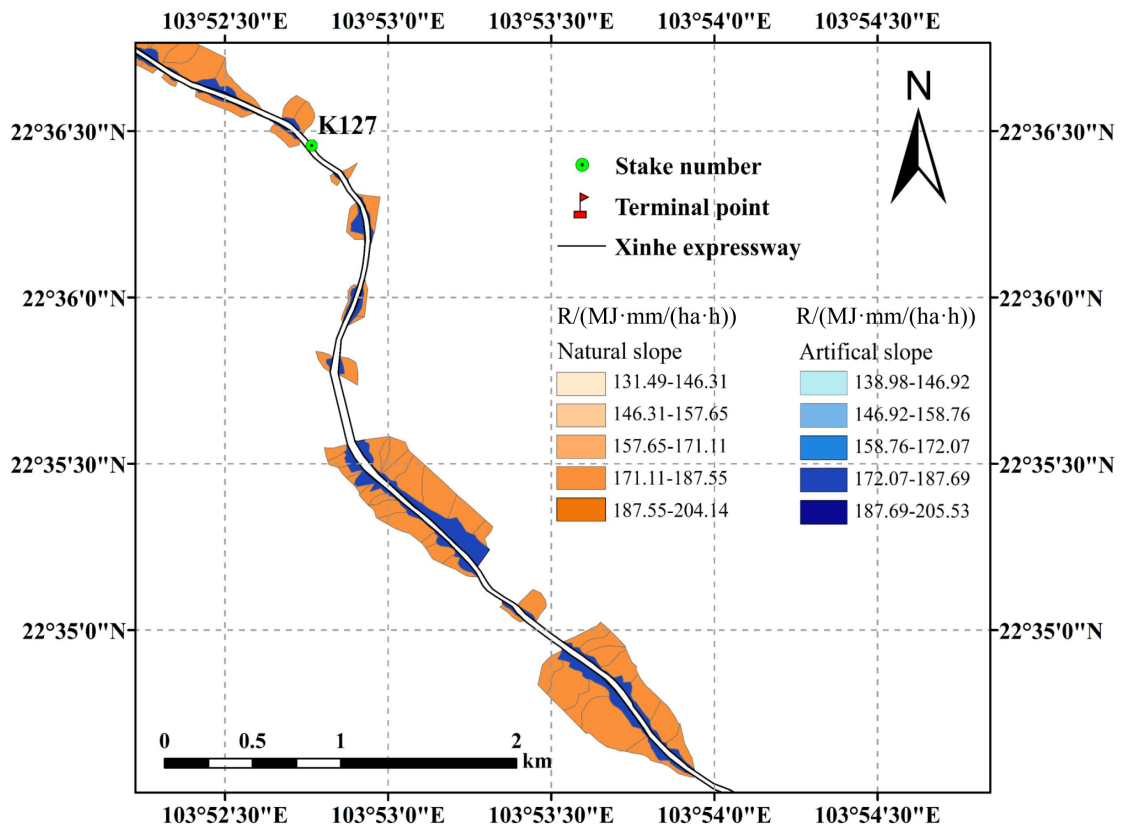 103°52'30"E 103°53'0"E 103°53'30"E 103°54'0"E 103°54'30"E
N
22°36'30"N 22°36'30"N
K127
Stake number
Terminal point
Xinhe expressway
22°36'0"N 22°36'0"N
R/(MJ·mm/(ha·h)) R/(MJ·mm/(ha·h))
Natural slope Artifical slope
131.49-146.31 138.98-146.92
146.31-157.65 146.92-158.76
157.65-171.11 158.76-172.07
171.11-187.55 172.07-187.69
187.55-204.14 187.69-205.53
22°35'30"N 22°35'30"N
22°35'0"N 22°35'0"N
0 0.5 1 2
km
103°52'30"E 103°53'0"E 103°53'30"E 103°54'0"E 103°54'30"E